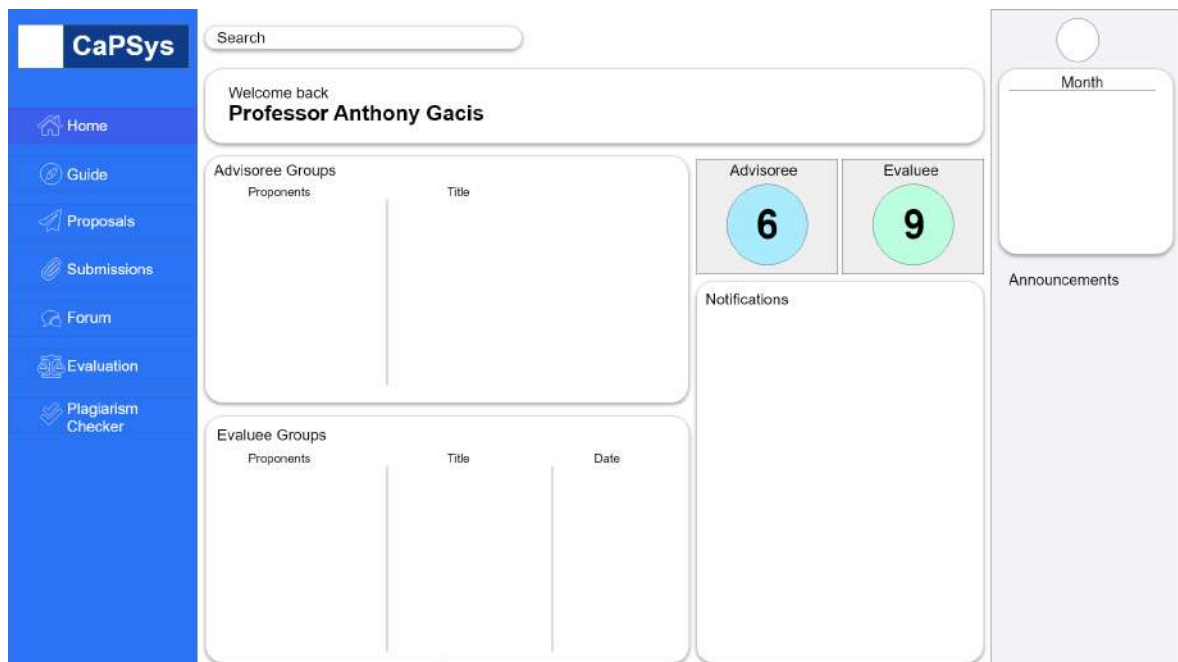 CaPSys
Home
Guide
Proposals
Submissions
Forum
Evaluation
Plagiarism
Checker
Search
Welcome back
Professor Anthony Gacis
Advisoree Groups
Proponents Title
Evaluee Groups
Proponents Title Date
Advisoree Evaluee
6 9
Notifications
Month
Announcements